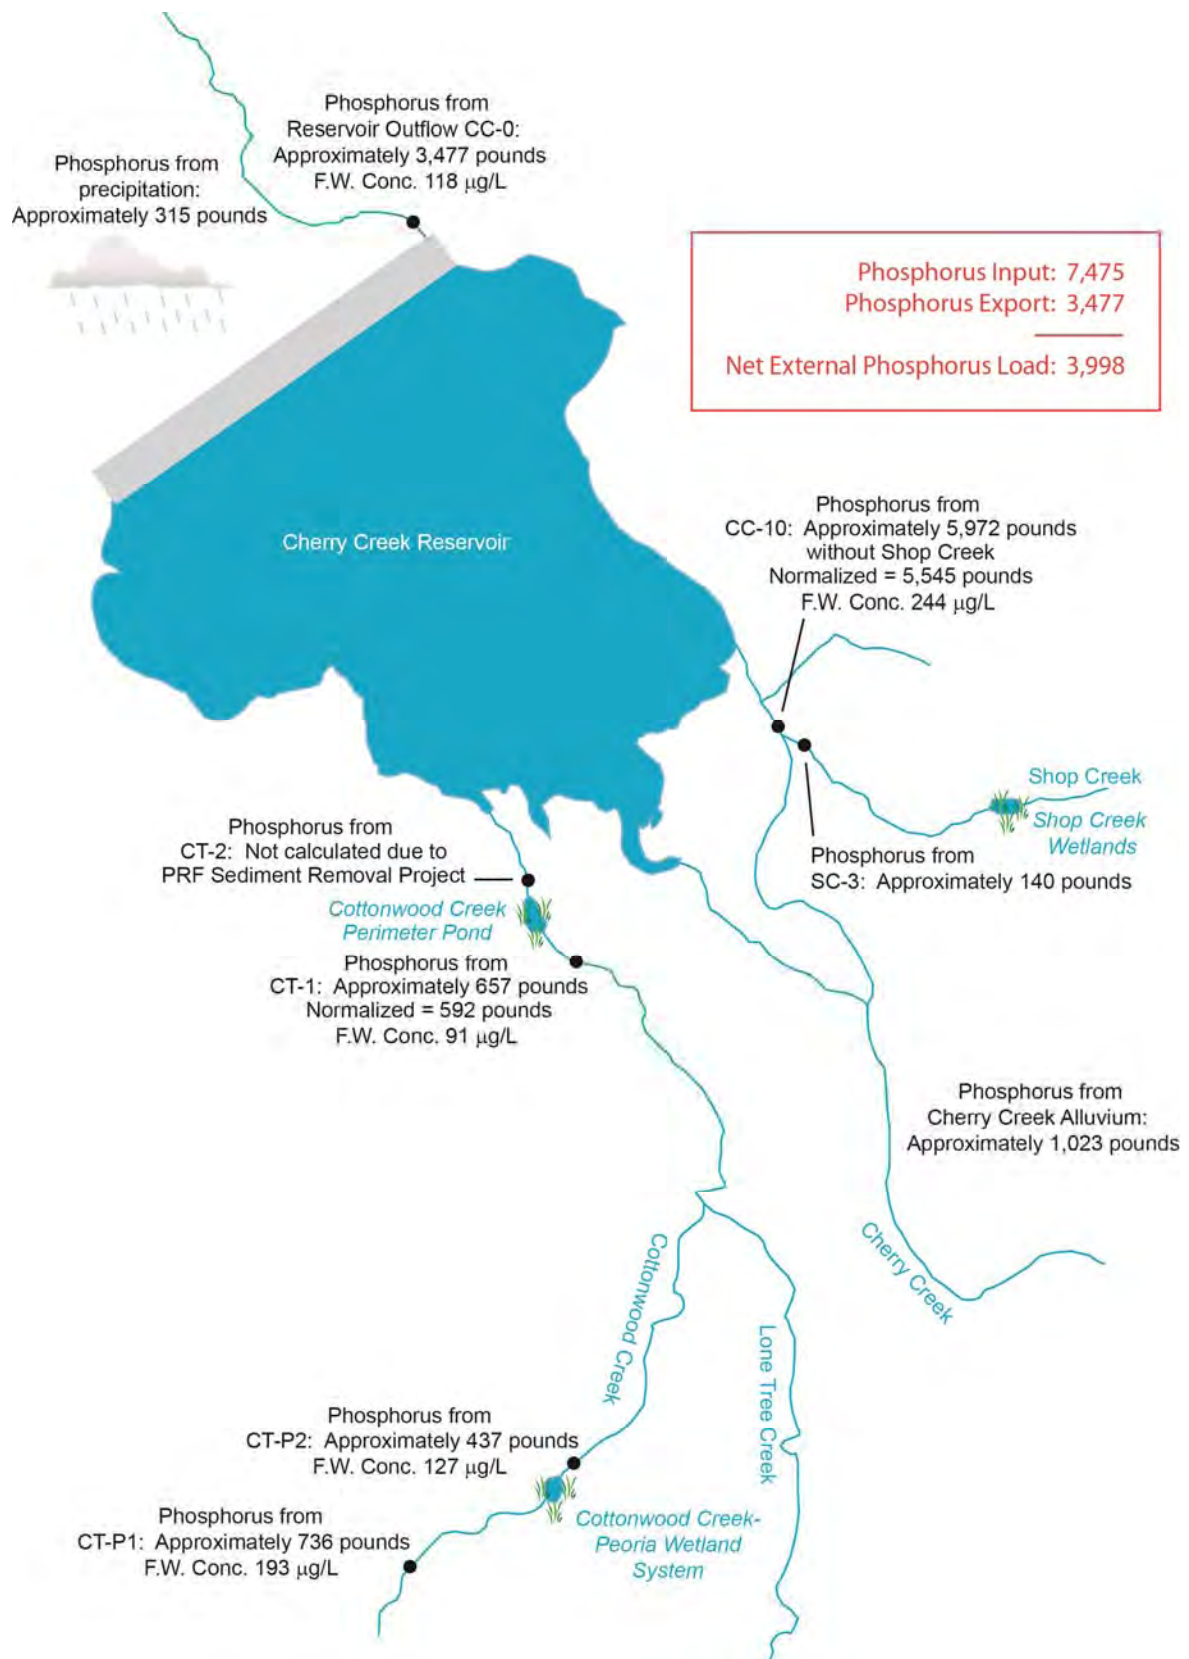 Phosphorus from
Reservoir Outflow CC-0:
Approximately 3,477 pounds
F.W. Conc. 118 µg/L
Phosphorus from
precipitation:
Approximately 315 pounds
Phosphorus Input: 7,475
Phosphorus Export: 3,477
Net External Phosphorus Load: 3,998
Cherry Creek Reservoir
Phosphorus from
CC-10: Approximately 5,972 pounds
without Shop Creek
Normalized = 5,545 pounds
F.W. Conc. 244 µg/L
Shop Creek
Shop Creek
Wetlands
Phosphorus from
SC-3: Approximately 140 pounds
Phosphorus from
CT-2: Not calculated due to
PRF Sediment Removal Project
Cottonwood Creek
Perimeter Pond
Phosphorus from
CT-1: Approximately 657 pounds
Normalized = 592 pounds
F.W. Conc. 91 µg/L
Phosphorus from
Cherry Creek Alluvium:
Approximately 1,023 pounds
Cherry Creek
Cottonwood Creek
Lone Tree Creek
Phosphorus from
CT-P2: Approximately 437 pounds
F.W. Conc. 127 µg/L
Cottonwood Creek-
Peoria Wetland
System
Phosphorus from
CT-P1: Approximately 736 pounds
F.W. Conc. 193 µg/L